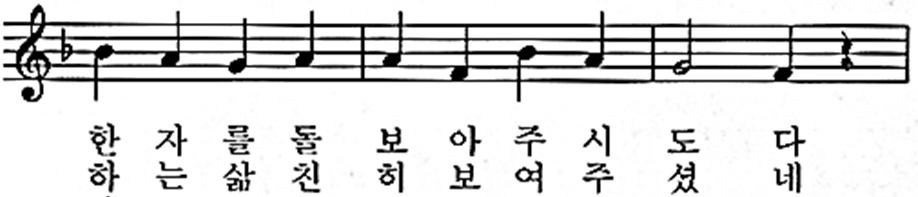 한 자 를 돌 보 아 주 시 도 다
하 는 삶 친 히 보 여 주 셨 네